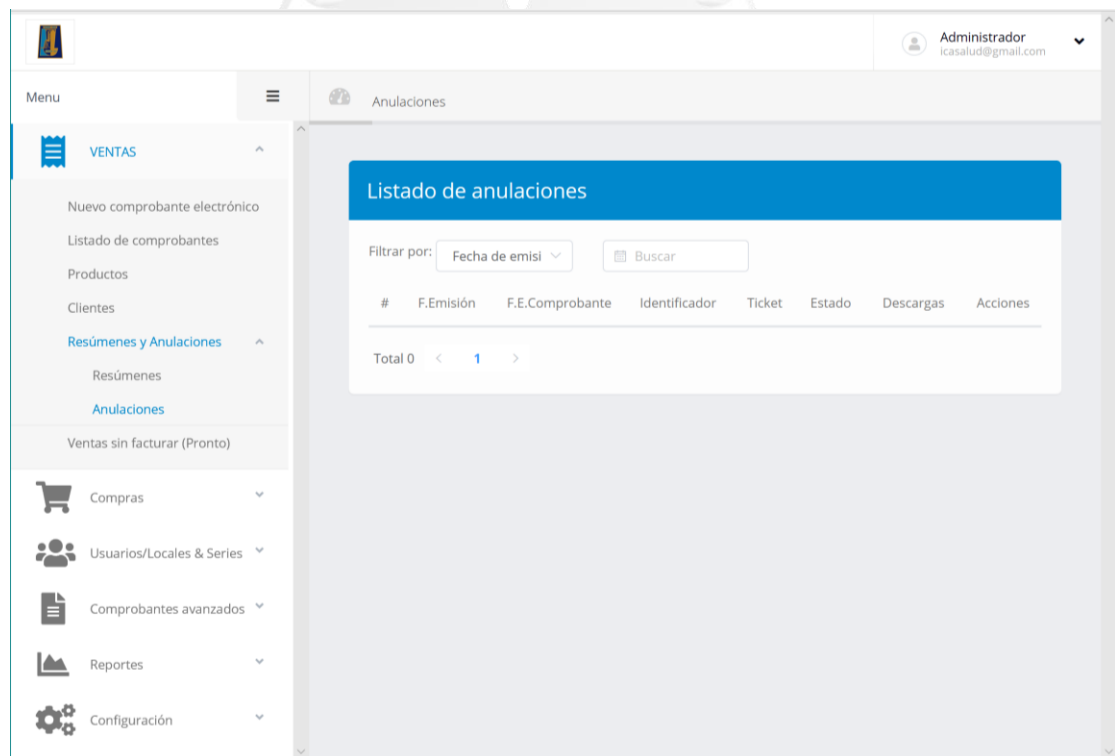 Administrador
icasalud@gmail.com
Menu
Anulaciones
VENTAS
Nuevo comprobante electrónico
Listado de comprobantes
Productos
Clientes
Resúmenes y Anulaciones
Resúmenes
Anulaciones
Ventas sin facturar (Pronto)
Compras
Usuarios/Locales & Series
Comprobantes avanzados
Reportes
Configuración
Listado de anulaciones
Filtrar por: Fecha de emisi Buscar
# F.Emisión F.E.Comprobante Identificador Ticket Estado Descargas Acciones
Total 0 < 1 >